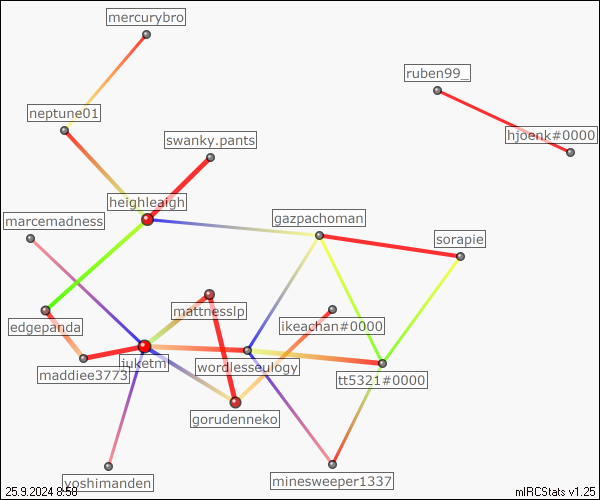 mercurybro
ruben99_
neptune01
hjoenk#0000
swanky.pants
heighleaigh
marcemadness
gazpachoman
sorapie
mattnesslp
edgepanda
ikeachan#0000
juketm
wordlesseulogy
maddiee3773
tt5321#0000
gorudenneko
yoshimanden
minesweeper1337
25.9.2024 8:58
mIRCStats v1.25